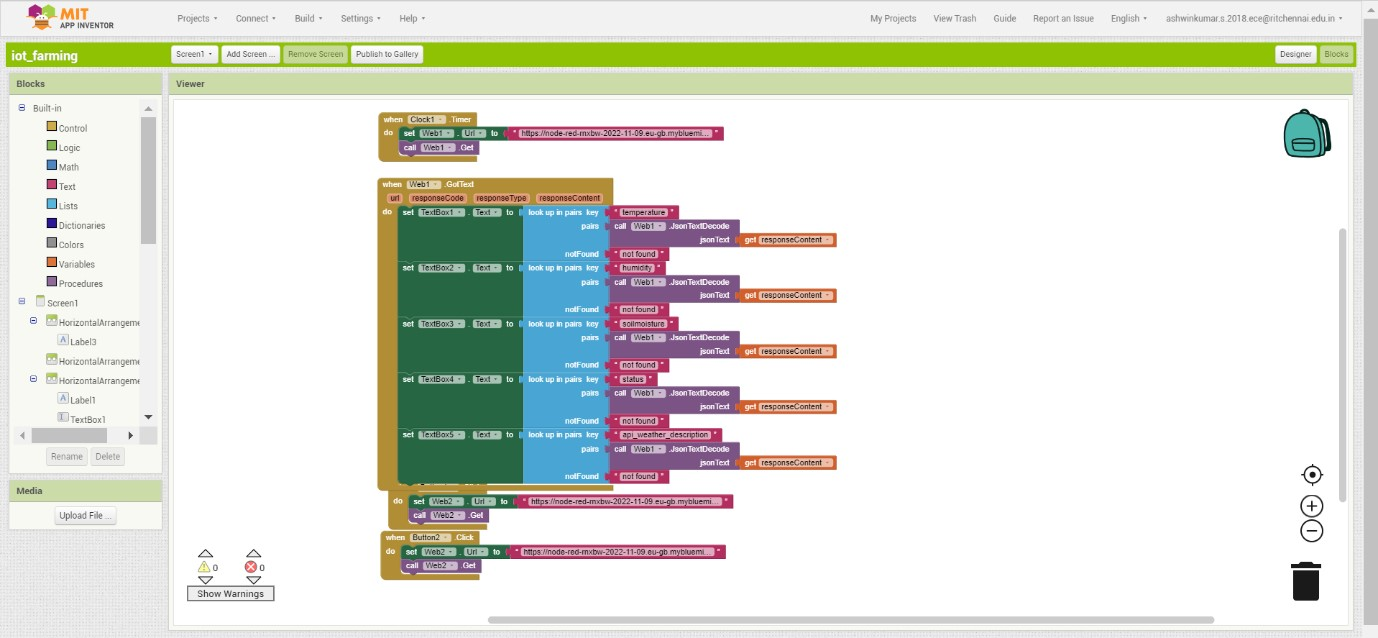 MIT
APP INVENTOR
Projects Connect Build Settings Help My Projects View Trash Guide Report an Issue English ashwinkumar.s.2018.ece@ritchennai.edu.in
iot_farming Screen1 Add Screen ... Remove Screen Publish to Gallery Designer Blocks
Blocks
Viewer
Built-in
Control
Logic
Math
Text
Lists
Dictionaries
Colors
Variables
Procedures
Screen1
HorizontalArrangeme
Label3
HorizontalArrangeme
HorizontalArrangeme
Label1
TextBox1
Rename Delete
Media
Upload File ...
when Clock1 .Timer
do set Web1 . Url to " https://node-red-mxbw-2022-11-09.eu-gb.mybluemi... "
call Web1 .Get
when Web1 .GotText
url responseCode responseType responseContent
do set TextBox1 . Text to look up in pairs key " temperature "
pairs call Web1 .JsonTextDecode
jsonText get responseContent
notFound " not found "
set TextBox2 . Text to look up in pairs key " humidity "
pairs call Web1 .JsonTextDecode
jsonText get responseContent
notFound " not found "
set TextBox3 . Text to look up in pairs key " soilmoisture "
pairs call Web1 .JsonTextDecode
jsonText get responseContent
notFound " not found "
set TextBox4 . Text to look up in pairs key " status "
pairs call Web1 .JsonTextDecode
jsonText get responseContent
notFound " not found "
set TextBox5 . Text to look up in pairs key " api_weather_description "
pairs call Web1 .JsonTextDecode
jsonText get responseContent
notFound " not found "
do set Web2 . Url to " https://node-red-mxbw-2022-11-09.eu-gb.mybluemi... "
call Web2 .Get
when Button2 .Click
do set Web2 . Url to " https://node-red-mxbw-2022-11-09.eu-gb.mybluemi... "
call Web2 .Get
0 0
Show Warnings